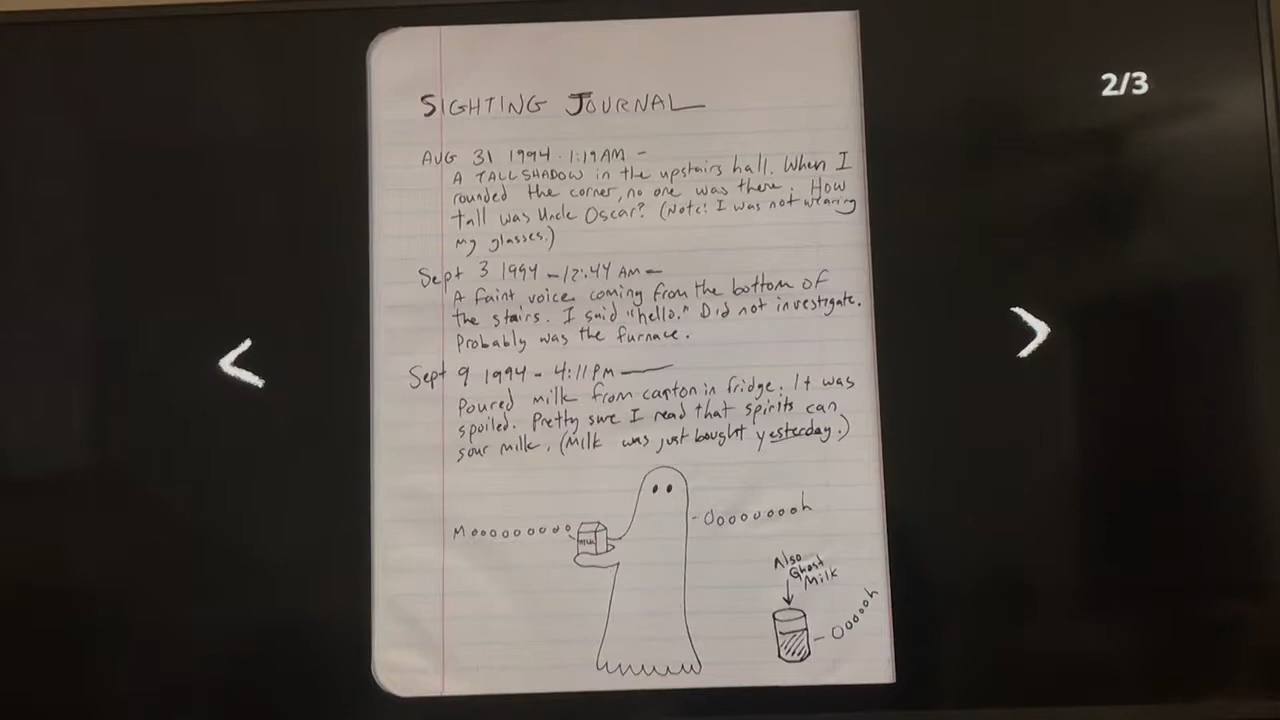 2/3
SIGHTING JOURNAL
AUG 31 1994 - 1:19 AM -
A TALL SHADOW in the upstairs hall. When I
rounded the corner, no one was there. How
tall was Uncle Oscar? (Note: I was not wearing
my glasses.)
Sept 3 1994 - 12:44 AM -
A faint voice coming from the bottom of
the stairs. I said "hello." Did not investigate.
Probably was the furnace.
Sept 9 1994 - 4:11 PM -
Poured milk from carton in fridge. It was
spoiled. Pretty sure I read that spirits can
sour milk. (Milk was just bought yesterday.)
Mooooooooo
MILK
-Ooooooooh
Also
Ghost
Milk
-Ooooooh